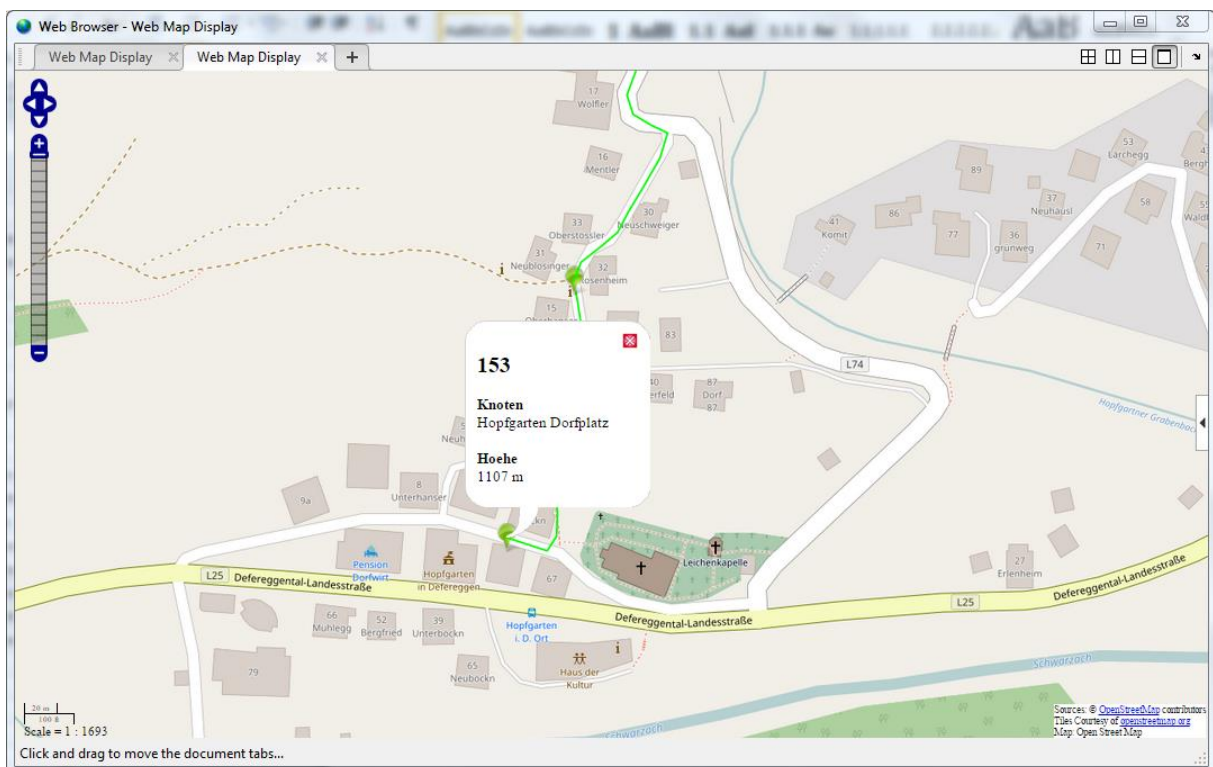 Web Browser - Web Map Display
Web Map Display
Web Map Display
17
Wolfler
16
Mentler
33
Oberstossler
30
Neuschweiger
31
Neublosinger
32
Rosenheim
i
i
15
83
53
Larchegg
89
37
Neuhäusl
58
86
41
Komit
77
36
grunweg
71
L74
87
Dorf
87
40
Hopfgartner Grabenbach
153
Knoten
Hopfgarten Dorfplatz
Hoehe
1107 m
8
Unterhanser
9a
Pension
Dorfwirt
Hopfgarten
in Defereggen
67
Leichenkapelle
27
Erlenheim
L25
Defereggental-Landesstraße
Defereggental-Landesstraße
L25
Defereggental-Landesstraße
66
Muhlegg
52
Bergfried
39
Unterbockn
Hopfgarten
i. D. Ort
65
Neubockn
Haus der
Kultur
i
29
Schwarzach
Schwarzach
20 m
100 ft
Scale = 1 : 1693
Sources: © OpenStreetMap contributors
Tiles Courtesy of openstreetmap.org
Map: Open Street Map
Click and drag to move the document tabs...